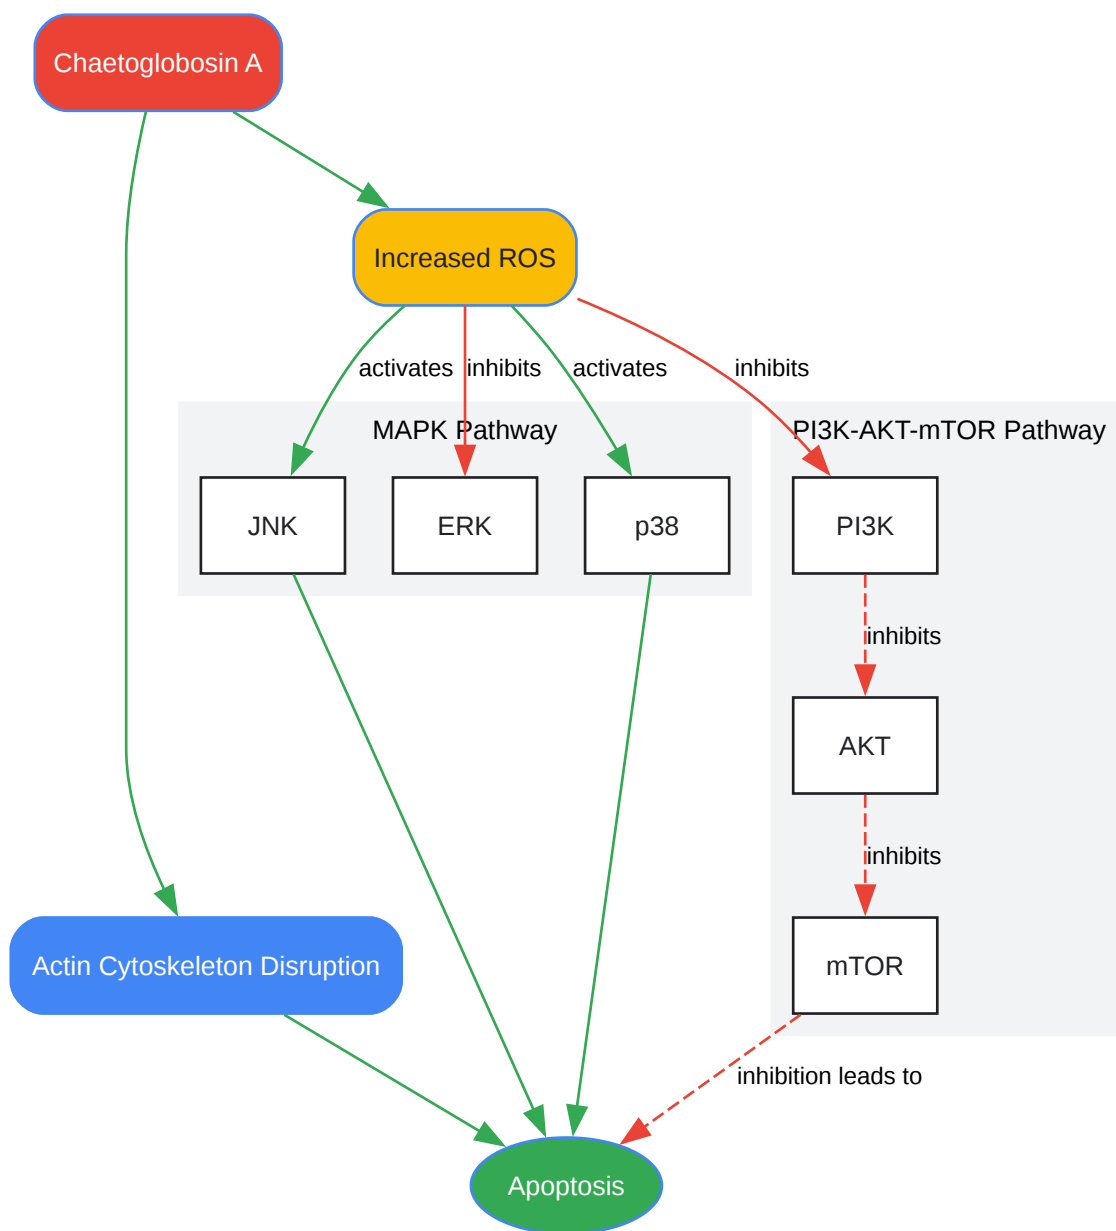 Chaetoglobosin A
Increased ROS
activates
inhibits
activates
inhibits
MAPK Pathway
PI3K-AKT-mTOR Pathway
JNK
ERK
p38
PI3K
inhibits
AKT
inhibits
Actin Cytoskeleton Disruption
mTOR
inhibition leads to
Apoptosis